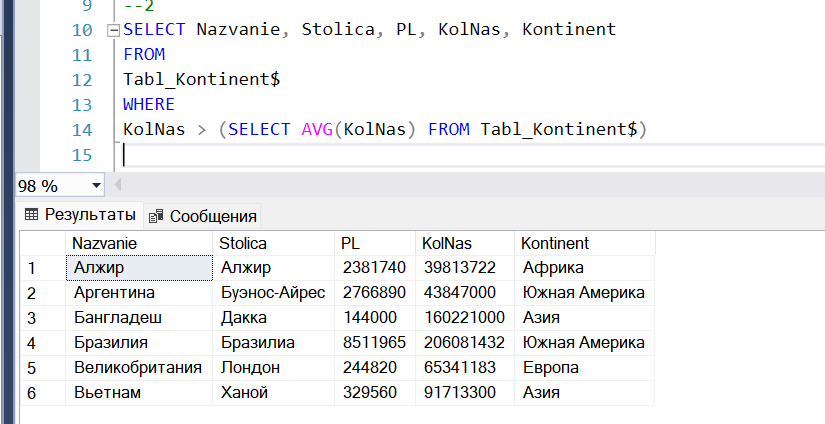 9 --2
10 SELECT Nazvanie, Stolica, PL, KolNas, Kontinent
11 FROM
12 Tabl_Kontinent$
13 WHERE
14 KolNas > (SELECT AVG(KolNas) FROM Tabl_Kontinent$)
15
98 %
Результаты Сообщения
Nazvanie Stolica PL KolNas Kontinent
1 Алжир Алжир 2381740 39813722 Африка
2 Аргентина Буэнос-Айрес 2766890 43847000 Южная Америка
3 Бангладеш Дакка 144000 160221000 Азия
4 Бразилия Бразилиа 8511965 206081432 Южная Америка
5 Великобритания Лондон 244820 65341183 Европа
6 Вьетнам Ханой 329560 91713300 Азия